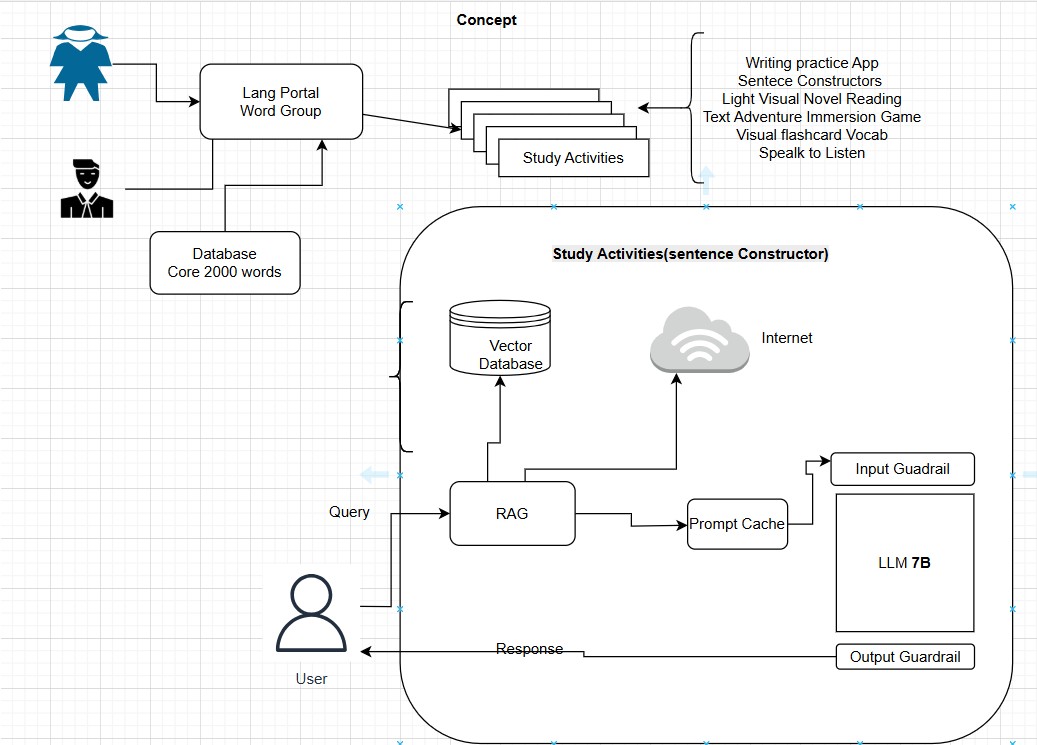 Concept
Lang Portal
Word Group
Study Activities
Writing practice App
Sentece Constructors
Light Visual Novel Reading
Text Adventure Immersion Game
Visual flashcard Vocab
Spealk to Listen
Database
Core 2000 words
Study Activities(sentence Constructor)
Vector
Database
Internet
Input Guadrail
Query
RAG
Prompt Cache
LLM 7B
Response
Output Guardrail
User